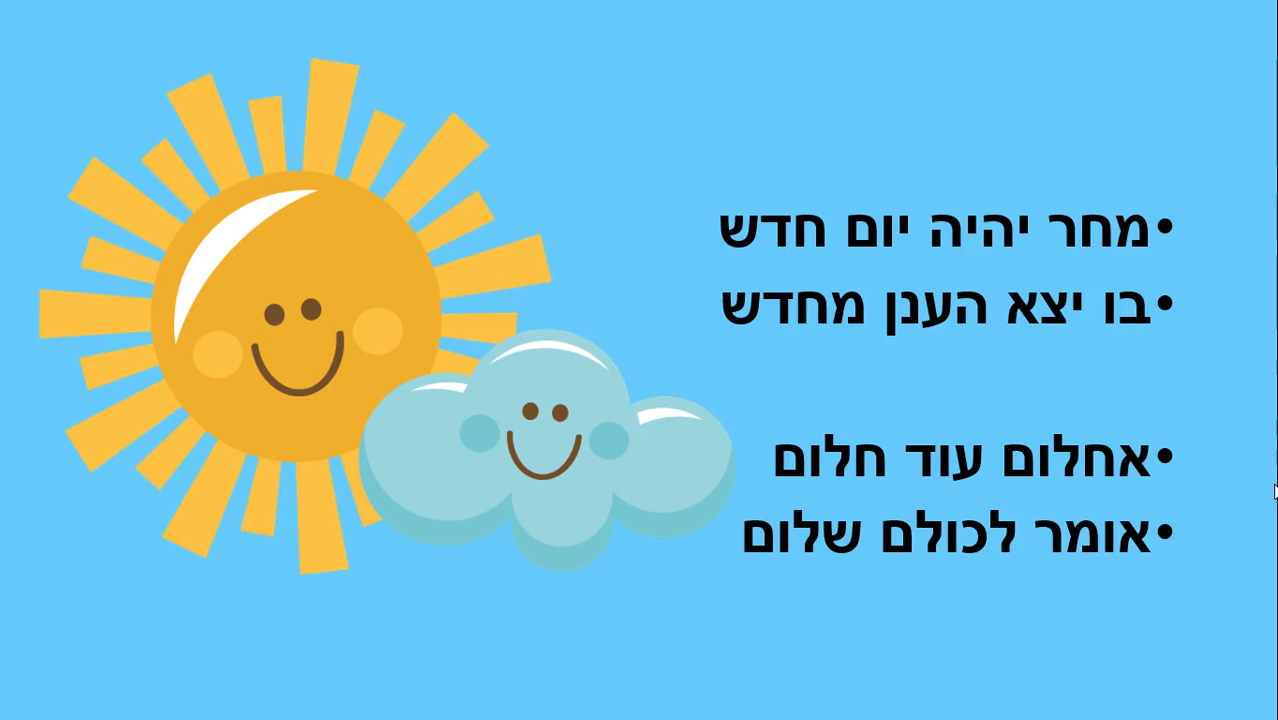 •מחר יהיה יום חדש
•בו יצא הענן מחדש
•אחלום עוד חלום
•אומר לכולם שלום